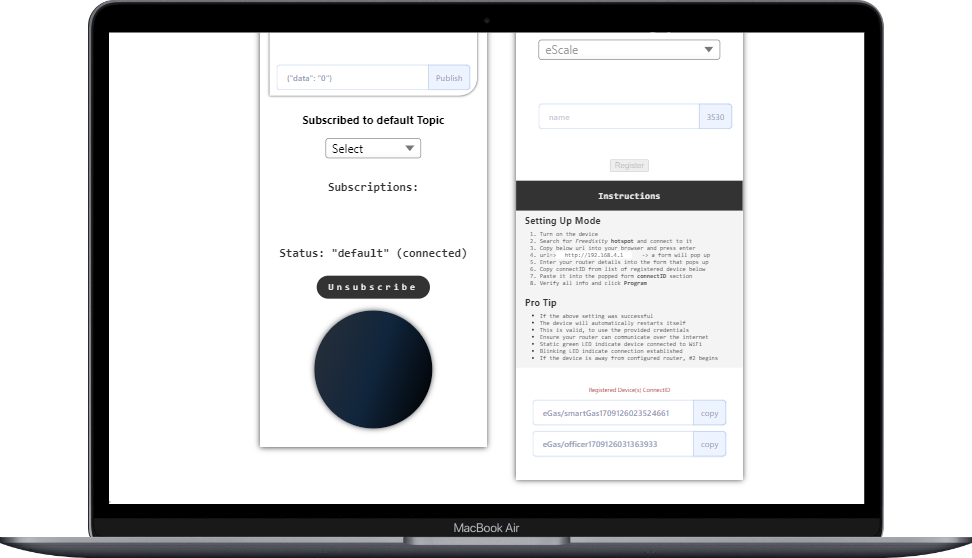 {"data": "0"}
Publish
Subscribed to default Topic
Select
Subscriptions:
Status: "default" (connected)
Unsubscribe
eScale
name
3S30
Register
Instructions
Setting Up Mode
1. Turn on the device
2. Search for Freedisity hotspot and connect to it
3. Copy below url into your browser and press enter
4. url=> http://192.168.4.1 -> a form will pop up
5. Enter your router details into the form that pops up
6. Copy connectID from list of registered device below
7. Paste it into the popped form connectID section
8. Verify all info and click Program
Pro Tip
• If the above setting was successful
• The device will automatically restarts itself
• This is valid, to use the provided credentials
• Ensure your router can communicate over the internet
• Static green LED indicate device connected to WiFi
• Blinking LED indicate connection established
• If the device is away from configured router, #2 begins
Registered Device(s) ConnectID
eGas/smartGas1709126023524661
copy
eGas/officer1709126031363933
copy
MacBook Air